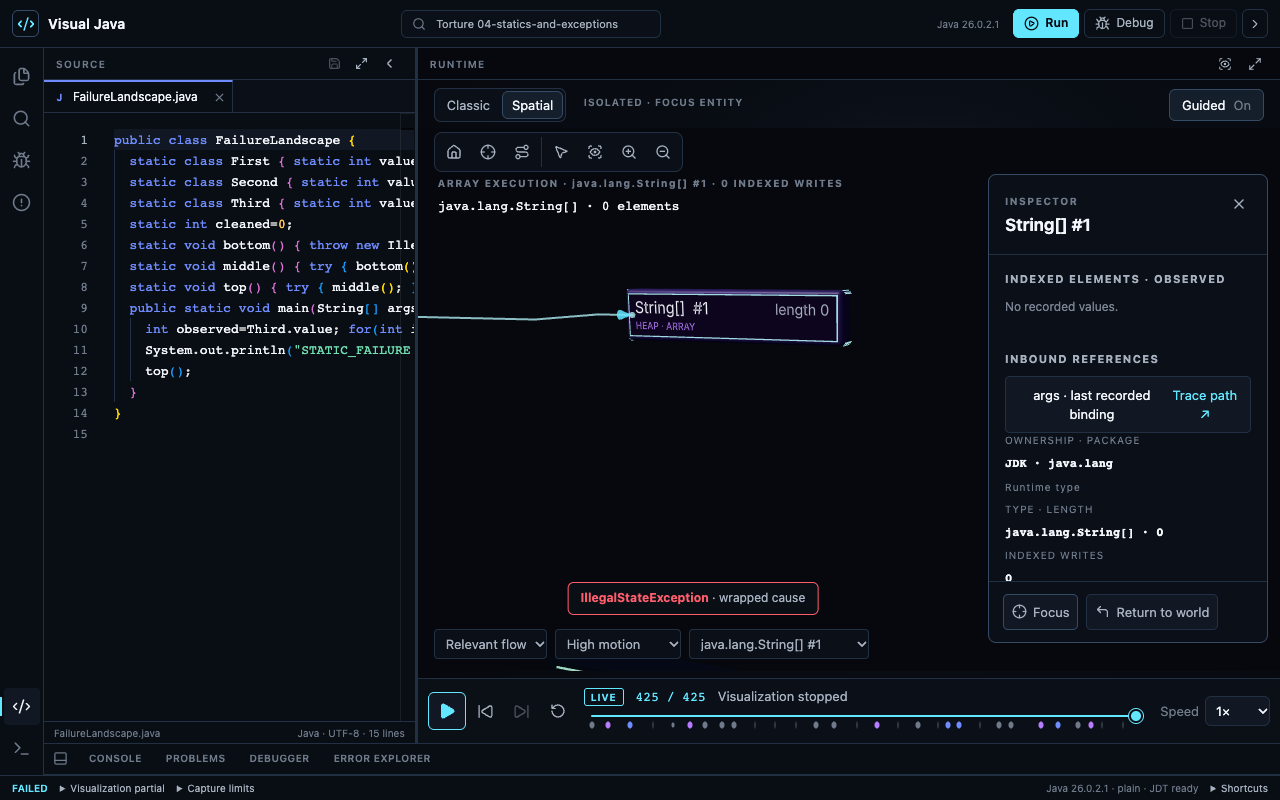 Visual Java
Torture 04-statics-and-exceptions
Java 26.0.2.1
Run
Debug
Stop
SOURCE
RUNTIME
J FailureLandscape.java
1 public class FailureLandscape {
2 static class First { static int value
3 static class Second { static int valu
4 static class Third { static int value
5 static int cleaned=0;
6 static void bottom() { throw new Ille
7 static void middle() { try { bottom()
8 static void top() { try { middle(); }
9 public static void main(String[] args
10 int observed=Third.value; for(int i
11 System.out.println("STATIC_FAILURE
12 top();
13 }
14 }
15
FailureLandscape.java
Java · UTF-8 · 15 lines
Classic
Spatial
ISOLATED · FOCUS ENTITY
Guided On
ARRAY EXECUTION · java.lang.String[] #1 · 0 INDEXED WRITES
java.lang.String[] · 0 elements
String[] #1
length 0
HEAP · ARRAY
INSPECTOR
String[] #1
INDEXED ELEMENTS · OBSERVED
No recorded values.
INBOUND REFERENCES
args · last recorded
binding
Trace path
↗
OWNERSHIP · PACKAGE
JDK · java.lang
Runtime type
TYPE · LENGTH
java.lang.String[] · 0
INDEXED WRITES
0
Focus
Return to world
IllegalStateException · wrapped cause
Relevant flow
High motion
java.lang.String[] #1
LIVE
425 / 425
Visualization stopped
Speed
1×
CONSOLE
PROBLEMS
DEBUGGER
ERROR EXPLORER
FAILED
Visualization partial
Capture limits
Java 26.0.2.1 · plain · JDT ready
Shortcuts